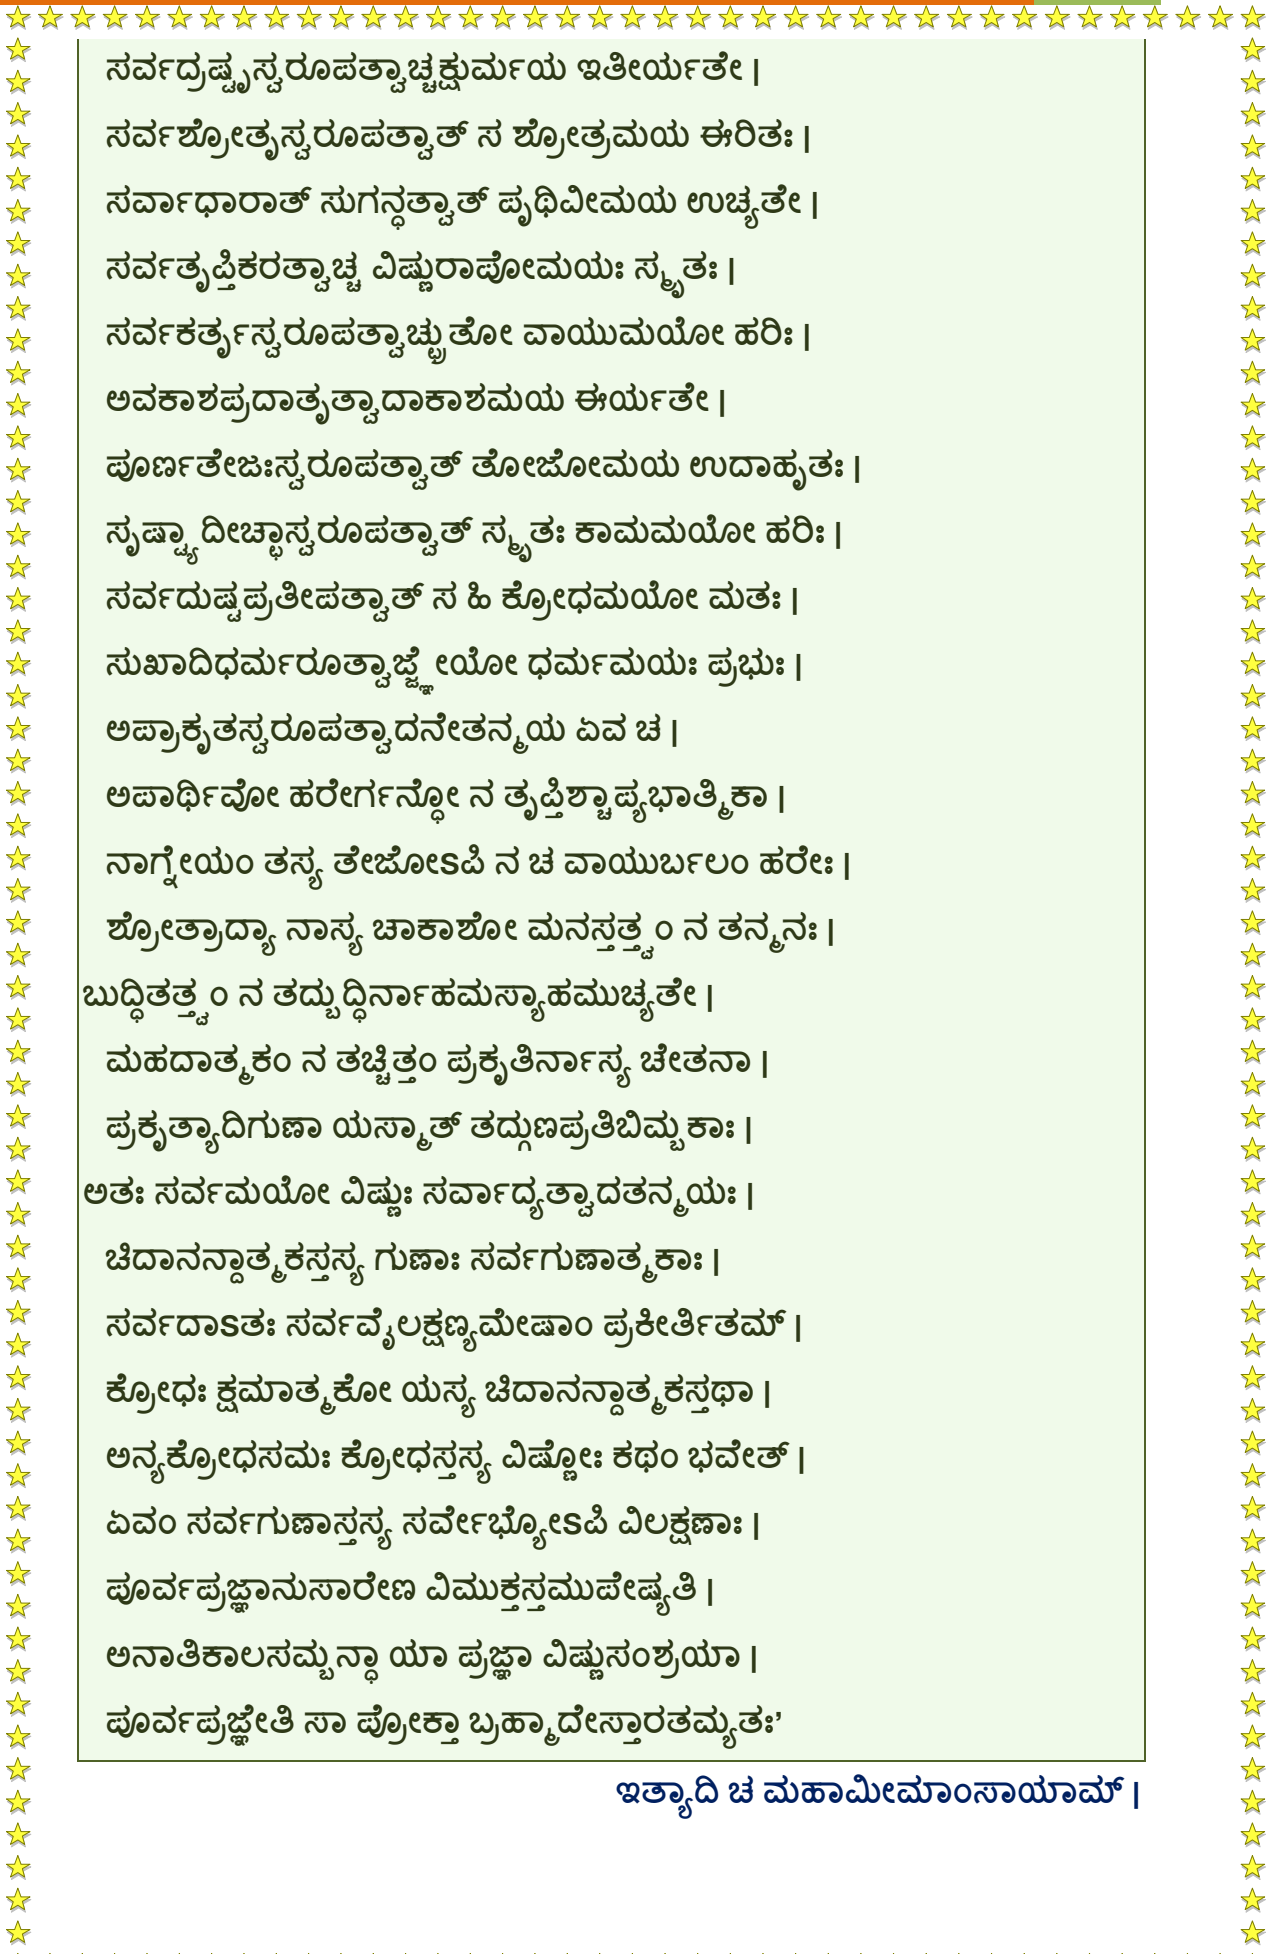 ಸರ್ವದ್ರಷ್ಟೃಸ್ವರೂಪತ್ವಾಚ್ಚಕ್ಷುರ್ಮಯ ಇತೀರ್ಯತೇ |
ಸರ್ವಶ್ರೋತೃಸ್ವರೂಪತ್ವಾತ್ ಸ ಶ್ರೋತ್ರಮಯ ಈರಿತಃ |
ಸರ್ವಾಧಾರಾತ್ ಸುಗನ್ಧತ್ವಾತ್ ಪೃಥಿವೀಮಯ ಉಚ್ಯತೇ |
ಸರ್ವತೃಪ್ತಿಕರತ್ವಾಚ್ಚ ವಿಷ್ಣುರಾಪೋಮಯಃ ಸ್ಮೃತಃ |
ಸರ್ವಕರ್ತೃಸ್ವರೂಪತ್ವಾಚ್ಛ್ರುತೋ ವಾಯುಮಯೋ ಹರಿಃ |
ಅವಕಾಶಪ್ರದಾತೃತ್ವಾದಾಕಾಶಮಯ ಈರ್ಯತೇ |
ಪೂರ್ಣತೇಜಃಸ್ವರೂಪತ್ವಾತ್ ತೋಜೋಮಯ ಉದಾಹೃತಃ |
ಸೃಷ್ಟ್ಯಾದೀಚ್ಛಾಸ್ವರೂಪತ್ವಾತ್ ಸ್ಮೃತಃ ಕಾಮಮಯೋ ಹರಿಃ |
ಸರ್ವದುಷ್ಟಪ್ರತೀಪತ್ವಾತ್ ಸ ಹಿ ಕ್ರೋಧಮಯೋ ಮತಃ |
ಸುಖಾದಿಧರ್ಮರೂತ್ವಾಜ್ಜ್ಞೇಯೋ ಧರ್ಮಮಯಃ ಪ್ರಭುಃ |
ಅಪ್ರಾಕೃತಸ್ವರೂಪತ್ವಾದನೇತನ್ಮಯ ಏವ ಚ |
ಅಪಾರ್ಥಿವೋ ಹರೇರ್ಗನ್ಧೋ ನ ತೃಪ್ತಿಶ್ಚಾಪ್ಯಭಾತ್ಮಿಕಾ |
ನಾಗ್ನೇಯಂ ತಸ್ಯ ತೇಜೋSಪಿ ನ ಚ ವಾಯುರ್ಬಲಂ ಹರೇಃ |
ಶ್ರೋತ್ರಾದ್ಯಾ ನಾಸ್ಯ ಚಾಕಾಶೋ ಮನಸ್ತತ್ತ್ವಂ ನ ತನ್ಮನಃ |
ಬುದ್ಧಿತತ್ತ್ವಂ ನ ತದ್ಬುದ್ಧಿರ್ನಾಹಮಸ್ಯಾಹಮುಚ್ಯತೇ |
ಮಹದಾತ್ಮಕಂ ನ ತಚ್ಚಿತ್ತಂ ಪ್ರಕೃತಿರ್ನಾಸ್ಯ ಚೇತನಾ |
ಪ್ರಕೃತ್ಯಾದಿಗುಣಾ ಯಸ್ಮಾತ್ ತದ್ಗುಣಪ್ರತಿಬಿಮ್ಬಕಾಃ |
ಅತಃ ಸರ್ವಮಯೋ ವಿಷ್ಣುಃ ಸರ್ವಾದ್ಯತ್ವಾದತನ್ಮಯಃ |
ಚಿದಾನನ್ದಾತ್ಮಕಸ್ತಸ್ಯ ಗುಣಾಃ ಸರ್ವಗುಣಾತ್ಮಕಾಃ |
ಸರ್ವದಾSತಃ ಸರ್ವವೈಲಕ್ಷಣ್ಯಮೇಷಾಂ ಪ್ರಕೀರ್ತಿತಮ್ |
ಕ್ರೋಧಃ ಕ್ಷಮಾತ್ಮಕೋ ಯಸ್ಯ ಚಿದಾನನ್ದಾತ್ಮಕಸ್ತಥಾ |
ಅನ್ಯಕ್ರೋಧಸಮಃ ಕ್ರೋಧಸ್ತಸ್ಯ ವಿಷ್ಣೋಃ ಕಥಂ ಭವೇತ್ |
ಏವಂ ಸರ್ವಗುಣಾಸ್ತಸ್ಯ ಸರ್ವೇಭ್ಯೋSಪಿ ವಿಲಕ್ಷಣಾಃ |
ಪೂರ್ವಪ್ರಜ್ಞಾನುಸಾರೇಣ ವಿಮುಕ್ತಸ್ತಮುಪೇಷ್ಯತಿ |
ಅನಾತಿಕಾಲಸಮ್ಬನ್ಧಾ ಯಾ ಪ್ರಜ್ಞಾ ವಿಷ್ಣುಸಂಶ್ರಯಾ |
ಪೂರ್ವಪ್ರಜ್ಞೇತಿ ಸಾ ಪ್ರೋಕ್ತಾ ಬ್ರಹ್ಮಾದೇಸ್ತಾರತಮ್ಯತಃ’
ಇತ್ಯಾದಿ ಚ ಮಹಾಮೀಮಾಂಸಾಯಾಮ್ |